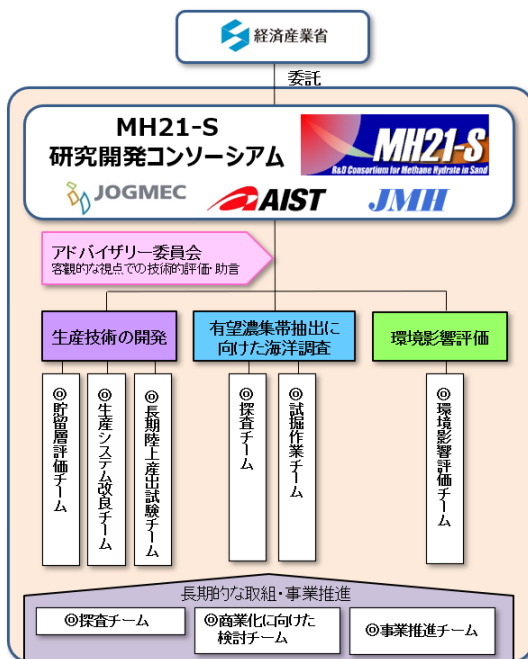 経済産業省
委託
MH21-S
研究開発コンソーシアム
MH21-S
R&D Consortium for Methane Hydrate in Sand
JOGMEC
AIST
JMH
アドバイザリー委員会
客観的な視点での技術的評価・助言
生産技術の開発
有望濃集帯抽出に
向けた海洋調査
環境影響評価
◎貯留層評価チーム
◎生産システム改良チーム
◎長期陸上産出試験チーム
◎探査チーム
◎試掘作業チーム
◎環境影響評価チーム
長期的な取組・事業推進
◎探査チーム
◎商業化に向けた
検討チーム
◎事業推進チーム